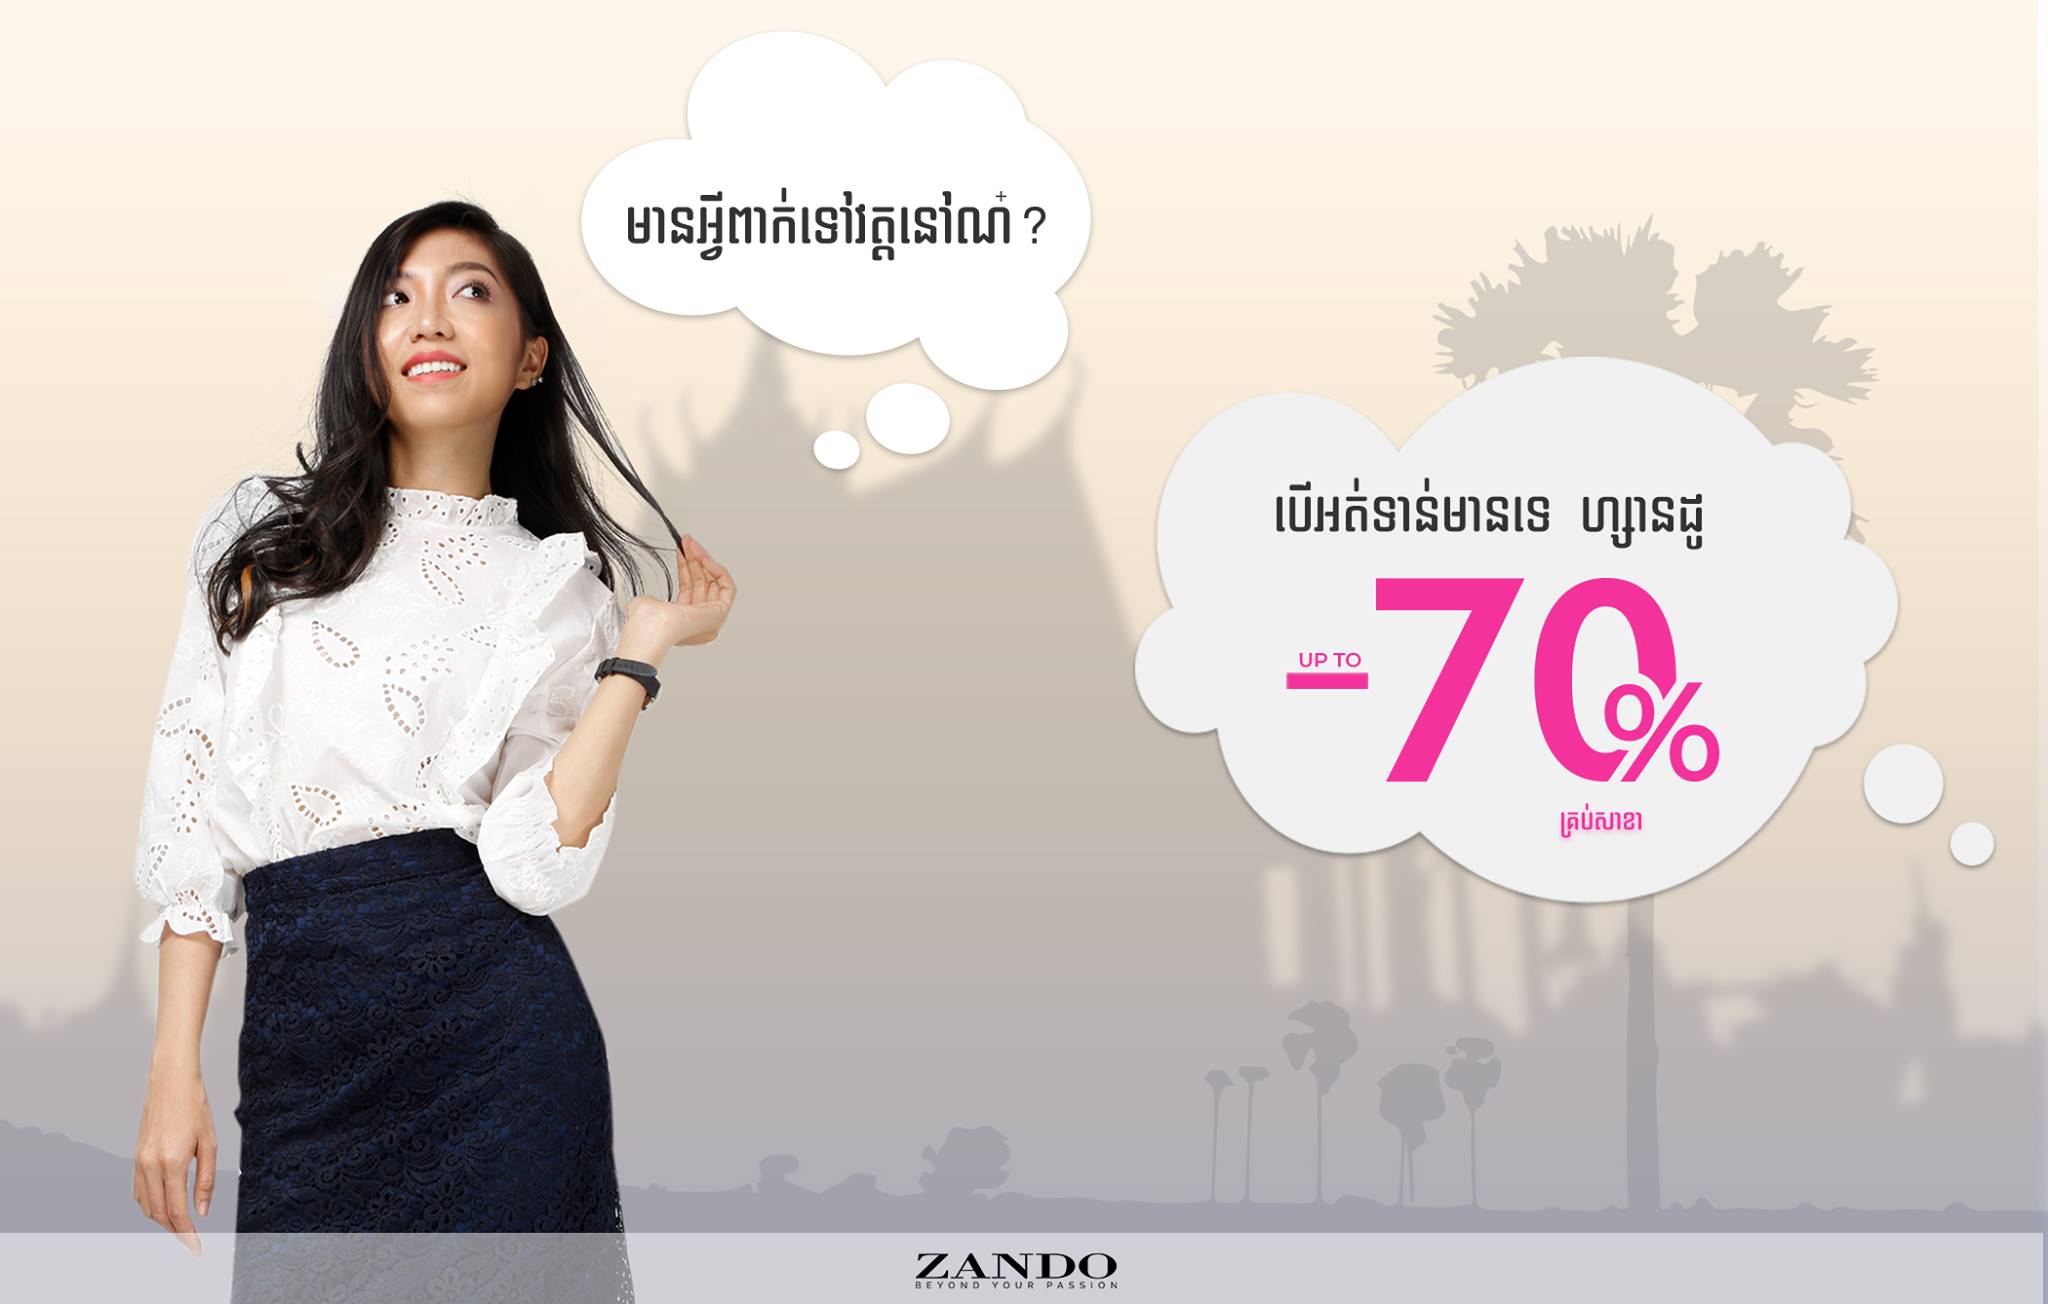 មានអ្វីពាក់ទៅវត្តនៅណ៎ ?
បើអត់ទាន់មានទេ ហ្សានដូ
UP TO
-70%
គ្រប់សាខា
ZANDO
BEYOND YOUR PASSION